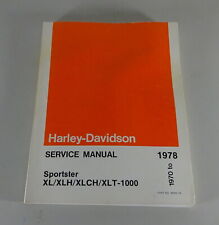 Harley-Davidson
SERVICE MANUAL 1978
1970 to
Sportster
XL/XLH/XLCH/XLT-1000